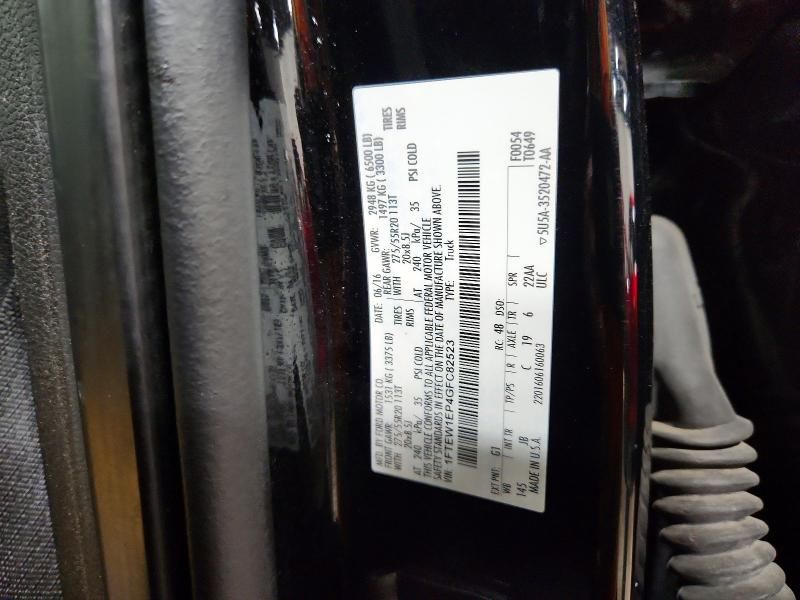 MFD. BY FORD MOTOR CO.
DATE: 06/16 GVWR: 2948 KG ( 6500 LB)
FRONT GAWR: 1531 KG ( 3375 LB) REAR GAWR: 1497 KG ( 3300 LB)
WITH 275/55R20 113T TIRES WITH 275/55R20 113T TIRES
20x8.5J RIMS 20x8.5J RIMS
AT 240 kPa/ 35 PSI COLD AT 240 kPa/ 35 PSI COLD
THIS VEHICLE CONFORMS TO ALL APPLICABLE FEDERAL MOTOR VEHICLE
SAFETY STANDARDS IN EFFECT ON THE DATE OF MANUFACTURE SHOWN ABOVE.
VIN: 1FTEW1EP4GFC82523 TYPE: Truck
F0054
T0649
EXT PNT: G1 RC: 48 DSO:
WB INT TR TP/PS R AXLE TR SPR
145 JB C 19 6 22AA
MADE IN U.S.A. ULC
2201606160063
▽ 5U5A-3520472-AA